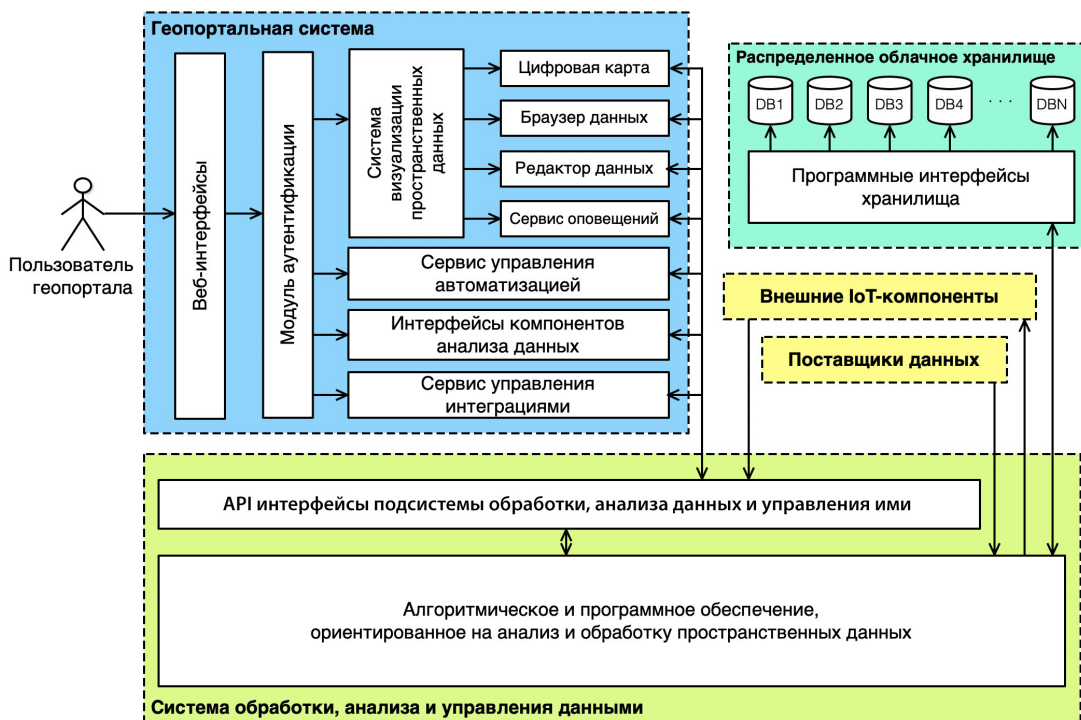 Геопортальная система
Пользователь
геопортала
Веб-интерфейсы
Модуль аутентификации
Система
визуализации
пространственных
данных
Цифровая карта
Браузер данных
Редактор данных
Сервис оповещений
Сервис управления
автоматизацией
Интерфейсы компонентов
анализа данных
Сервис управления
интеграциями
Распределенное облачное хранилище
DB1 DB2 DB3 DB4 · · · DBN
Программные интерфейсы
хранилища
Внешние IoT-компоненты
Поставщики данных
API интерфейсы подсистемы обработки, анализа данных и управления ими
Алгоритмическое и программное обеспечение,
ориентированное на анализ и обработку пространственных данных
Система обработки, анализа и управления данными